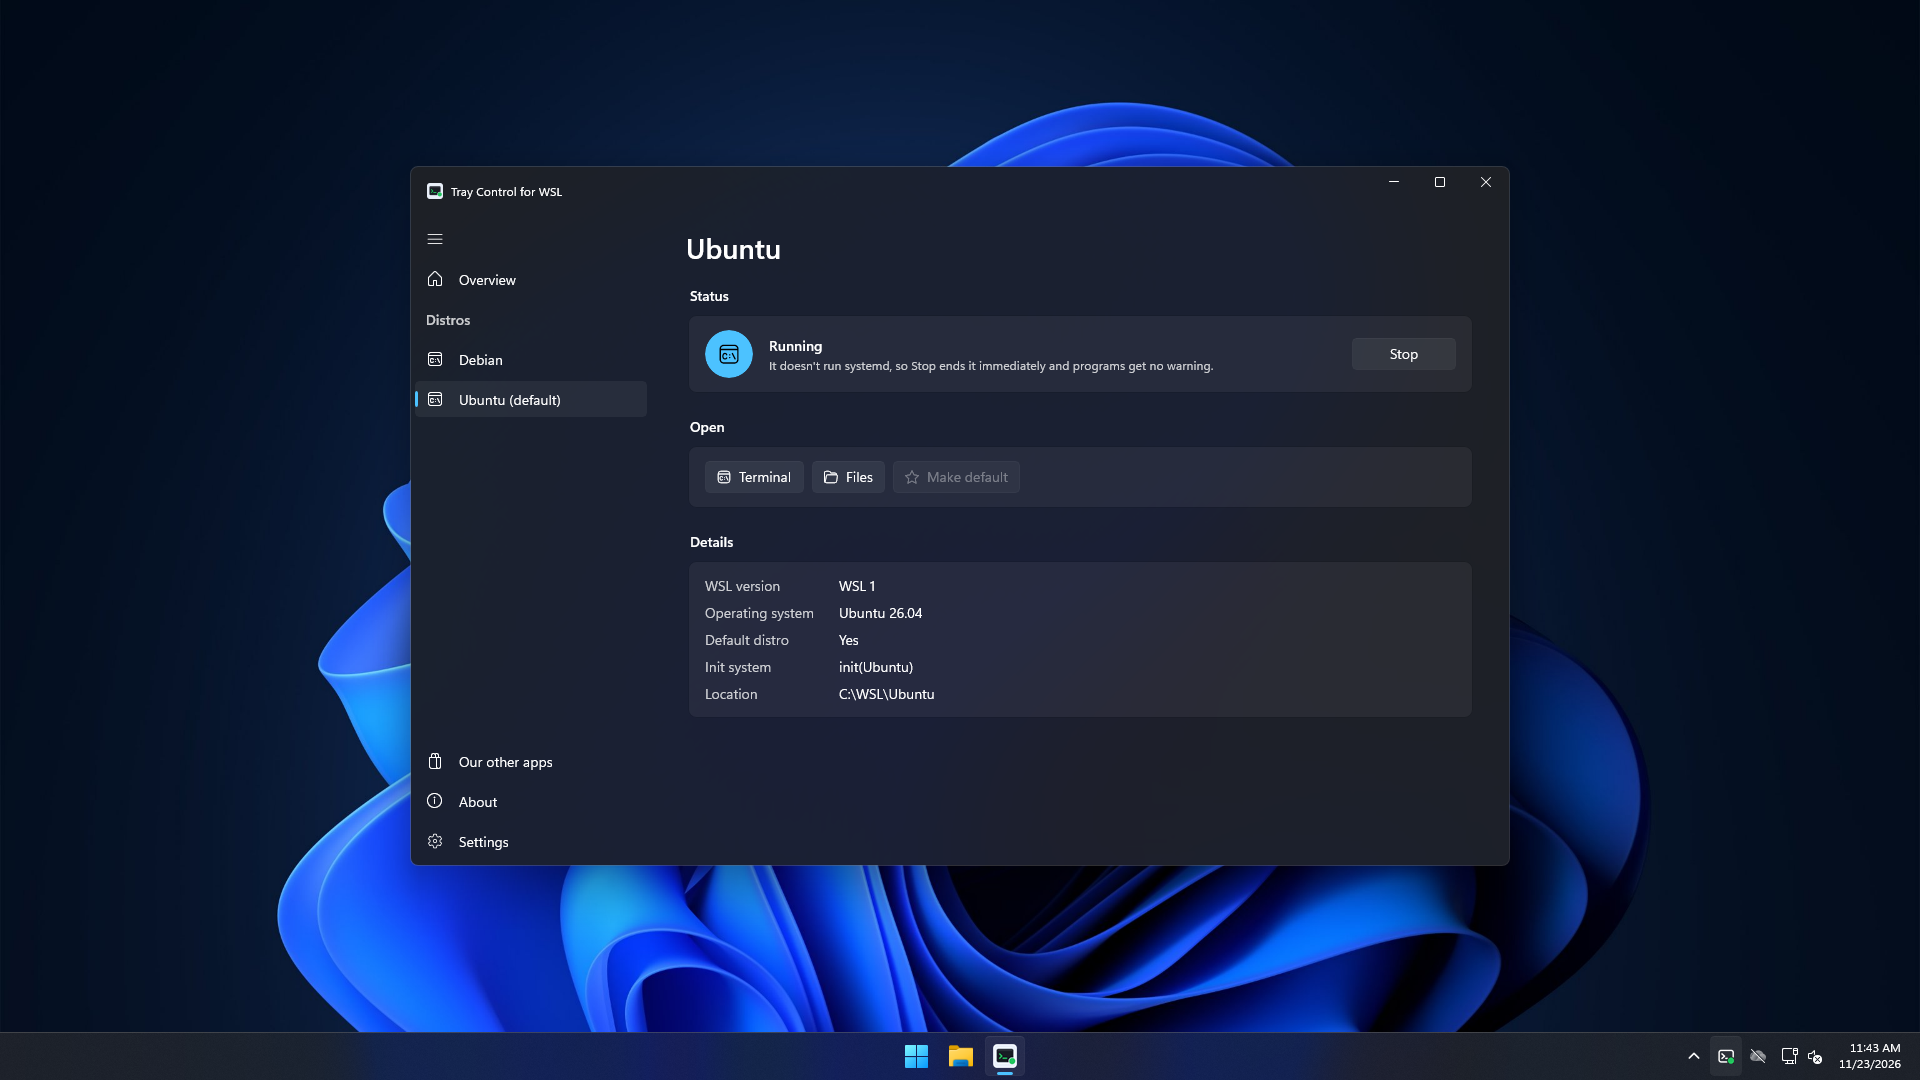 Tray Control for WSL
Overview
Distros
Debian
Ubuntu (default)
Our other apps
About
Settings
Ubuntu
Status
Running
It doesn't run systemd, so Stop ends it immediately and programs get no warning.
Stop
Open
Terminal
Files
Make default
Details
WSL version WSL 1
Operating system Ubuntu 26.04
Default distro Yes
Init system init(Ubuntu)
Location C:\WSL\Ubuntu
11:43 AM
11/23/2026